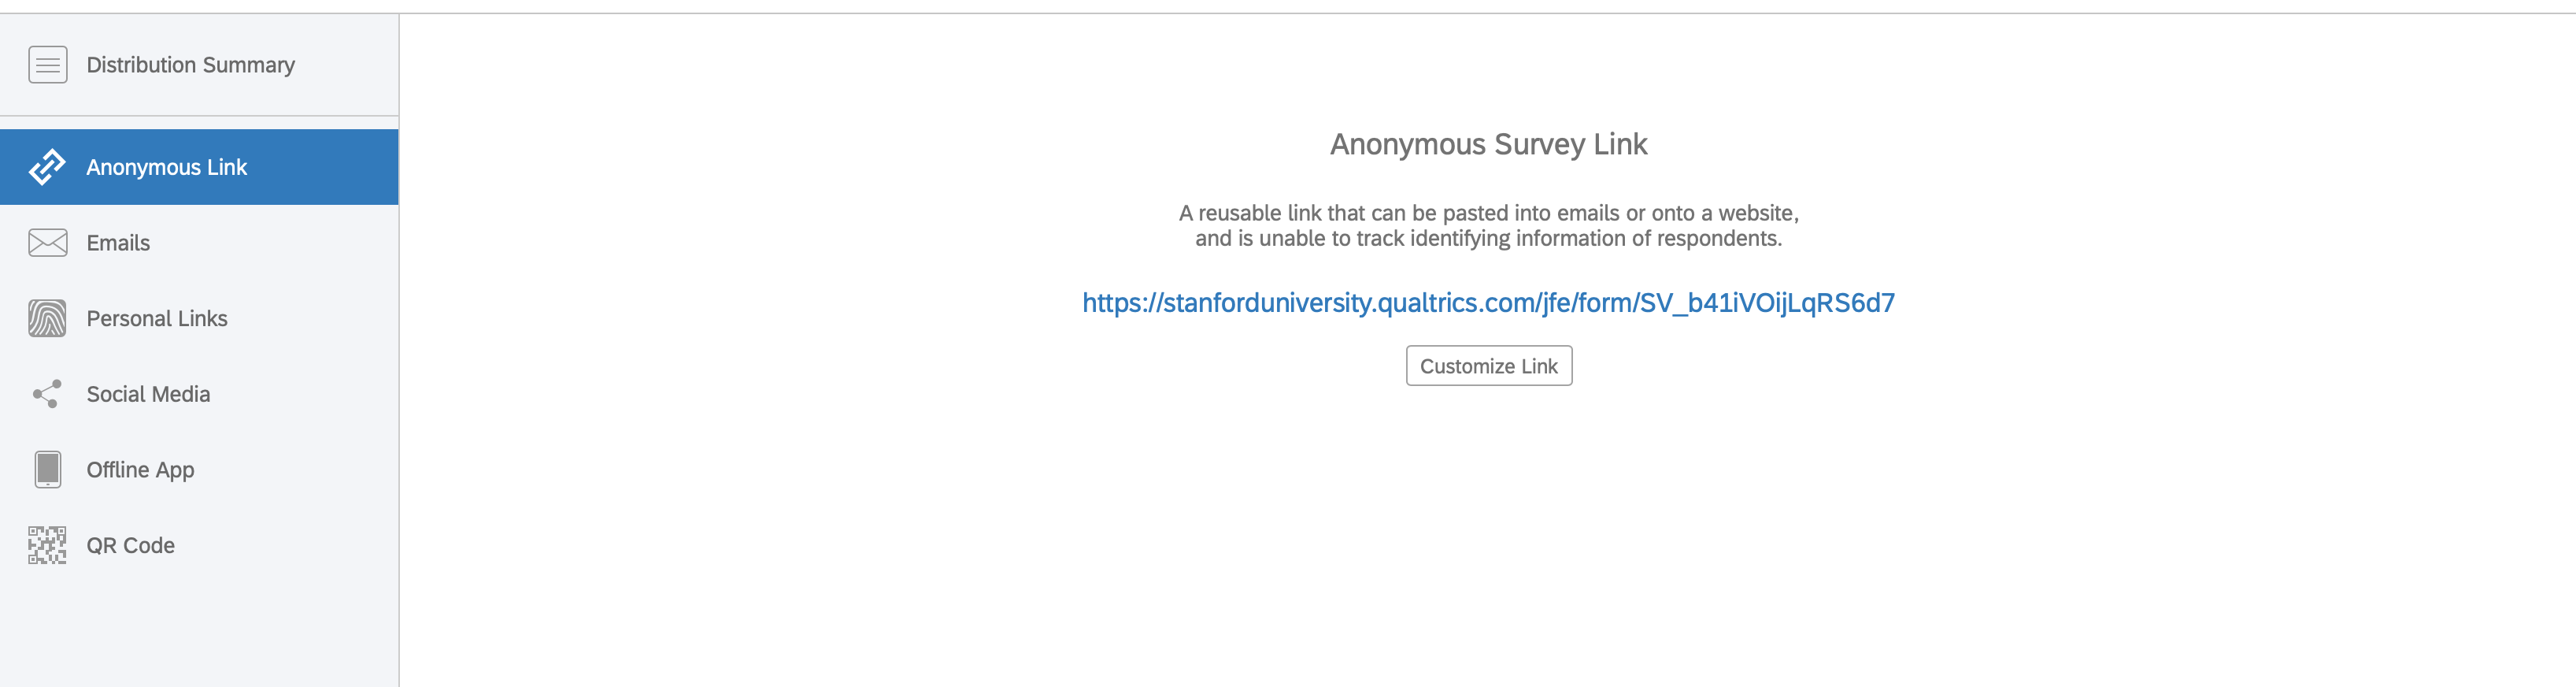 Distribution Summary
Anonymous Link
Emails
Personal Links
Social Media
Offline App
QR Code
Anonymous Survey Link
A reusable link that can be pasted into emails or onto a website,
and is unable to track identifying information of respondents.
https://stanforduniversity.qualtrics.com/jfe/form/SV_b41iVOijLqRS6d7
Customize Link